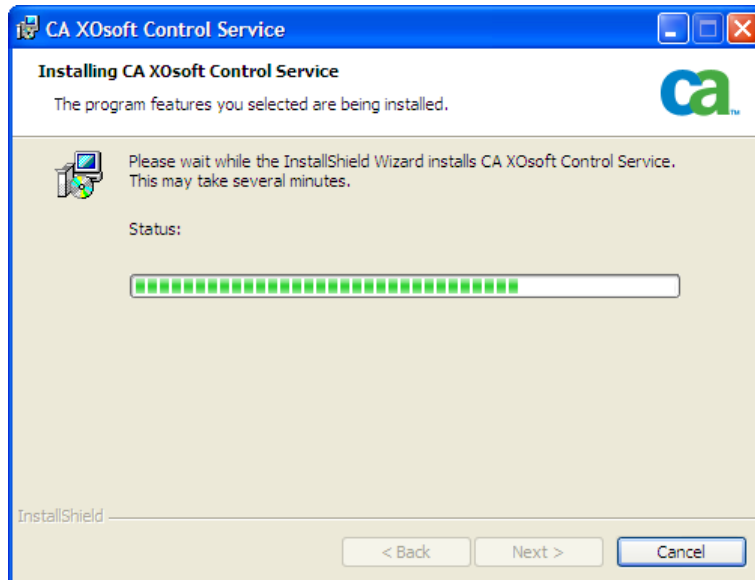 CA XOsoft Control Service
Installing CA XOsoft Control Service
The program features you selected are being installed.
ca™
Please wait while the InstallShield Wizard installs CA XOsoft Control Service.
This may take several minutes.
Status:
InstallShield
< Back Next > Cancel